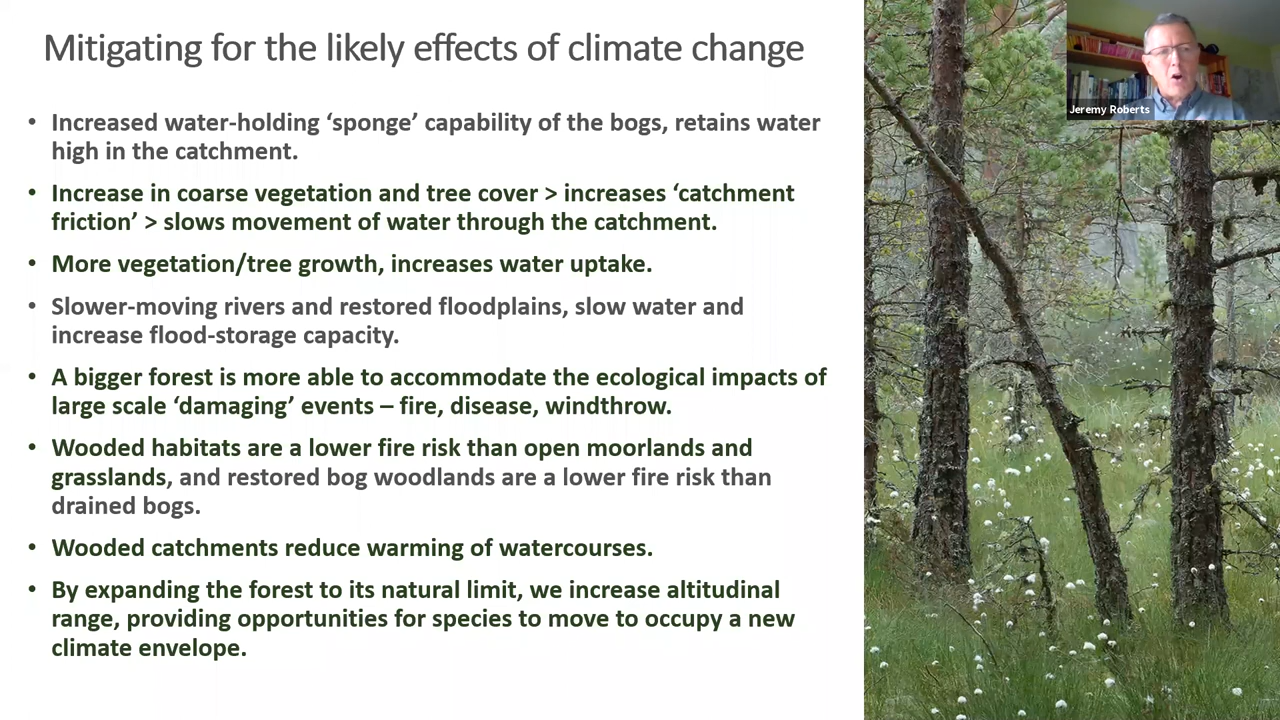 Mitigating for the likely effects of climate change
Jeremy Roberts
• Increased water-holding ‘sponge’ capability of the bogs, retains water
high in the catchment.
• Increase in coarse vegetation and tree cover > increases ‘catchment
friction’ > slows movement of water through the catchment.
• More vegetation/tree growth, increases water uptake.
• Slower-moving rivers and restored floodplains, slow water and
increase flood-storage capacity.
• A bigger forest is more able to accommodate the ecological impacts of
large scale ‘damaging’ events – fire, disease, windthrow.
• Wooded habitats are a lower fire risk than open moorlands and
grasslands, and restored bog woodlands are a lower fire risk than
drained bogs.
• Wooded catchments reduce warming of watercourses.
• By expanding the forest to its natural limit, we increase altitudinal
range, providing opportunities for species to move to occupy a new
climate envelope.